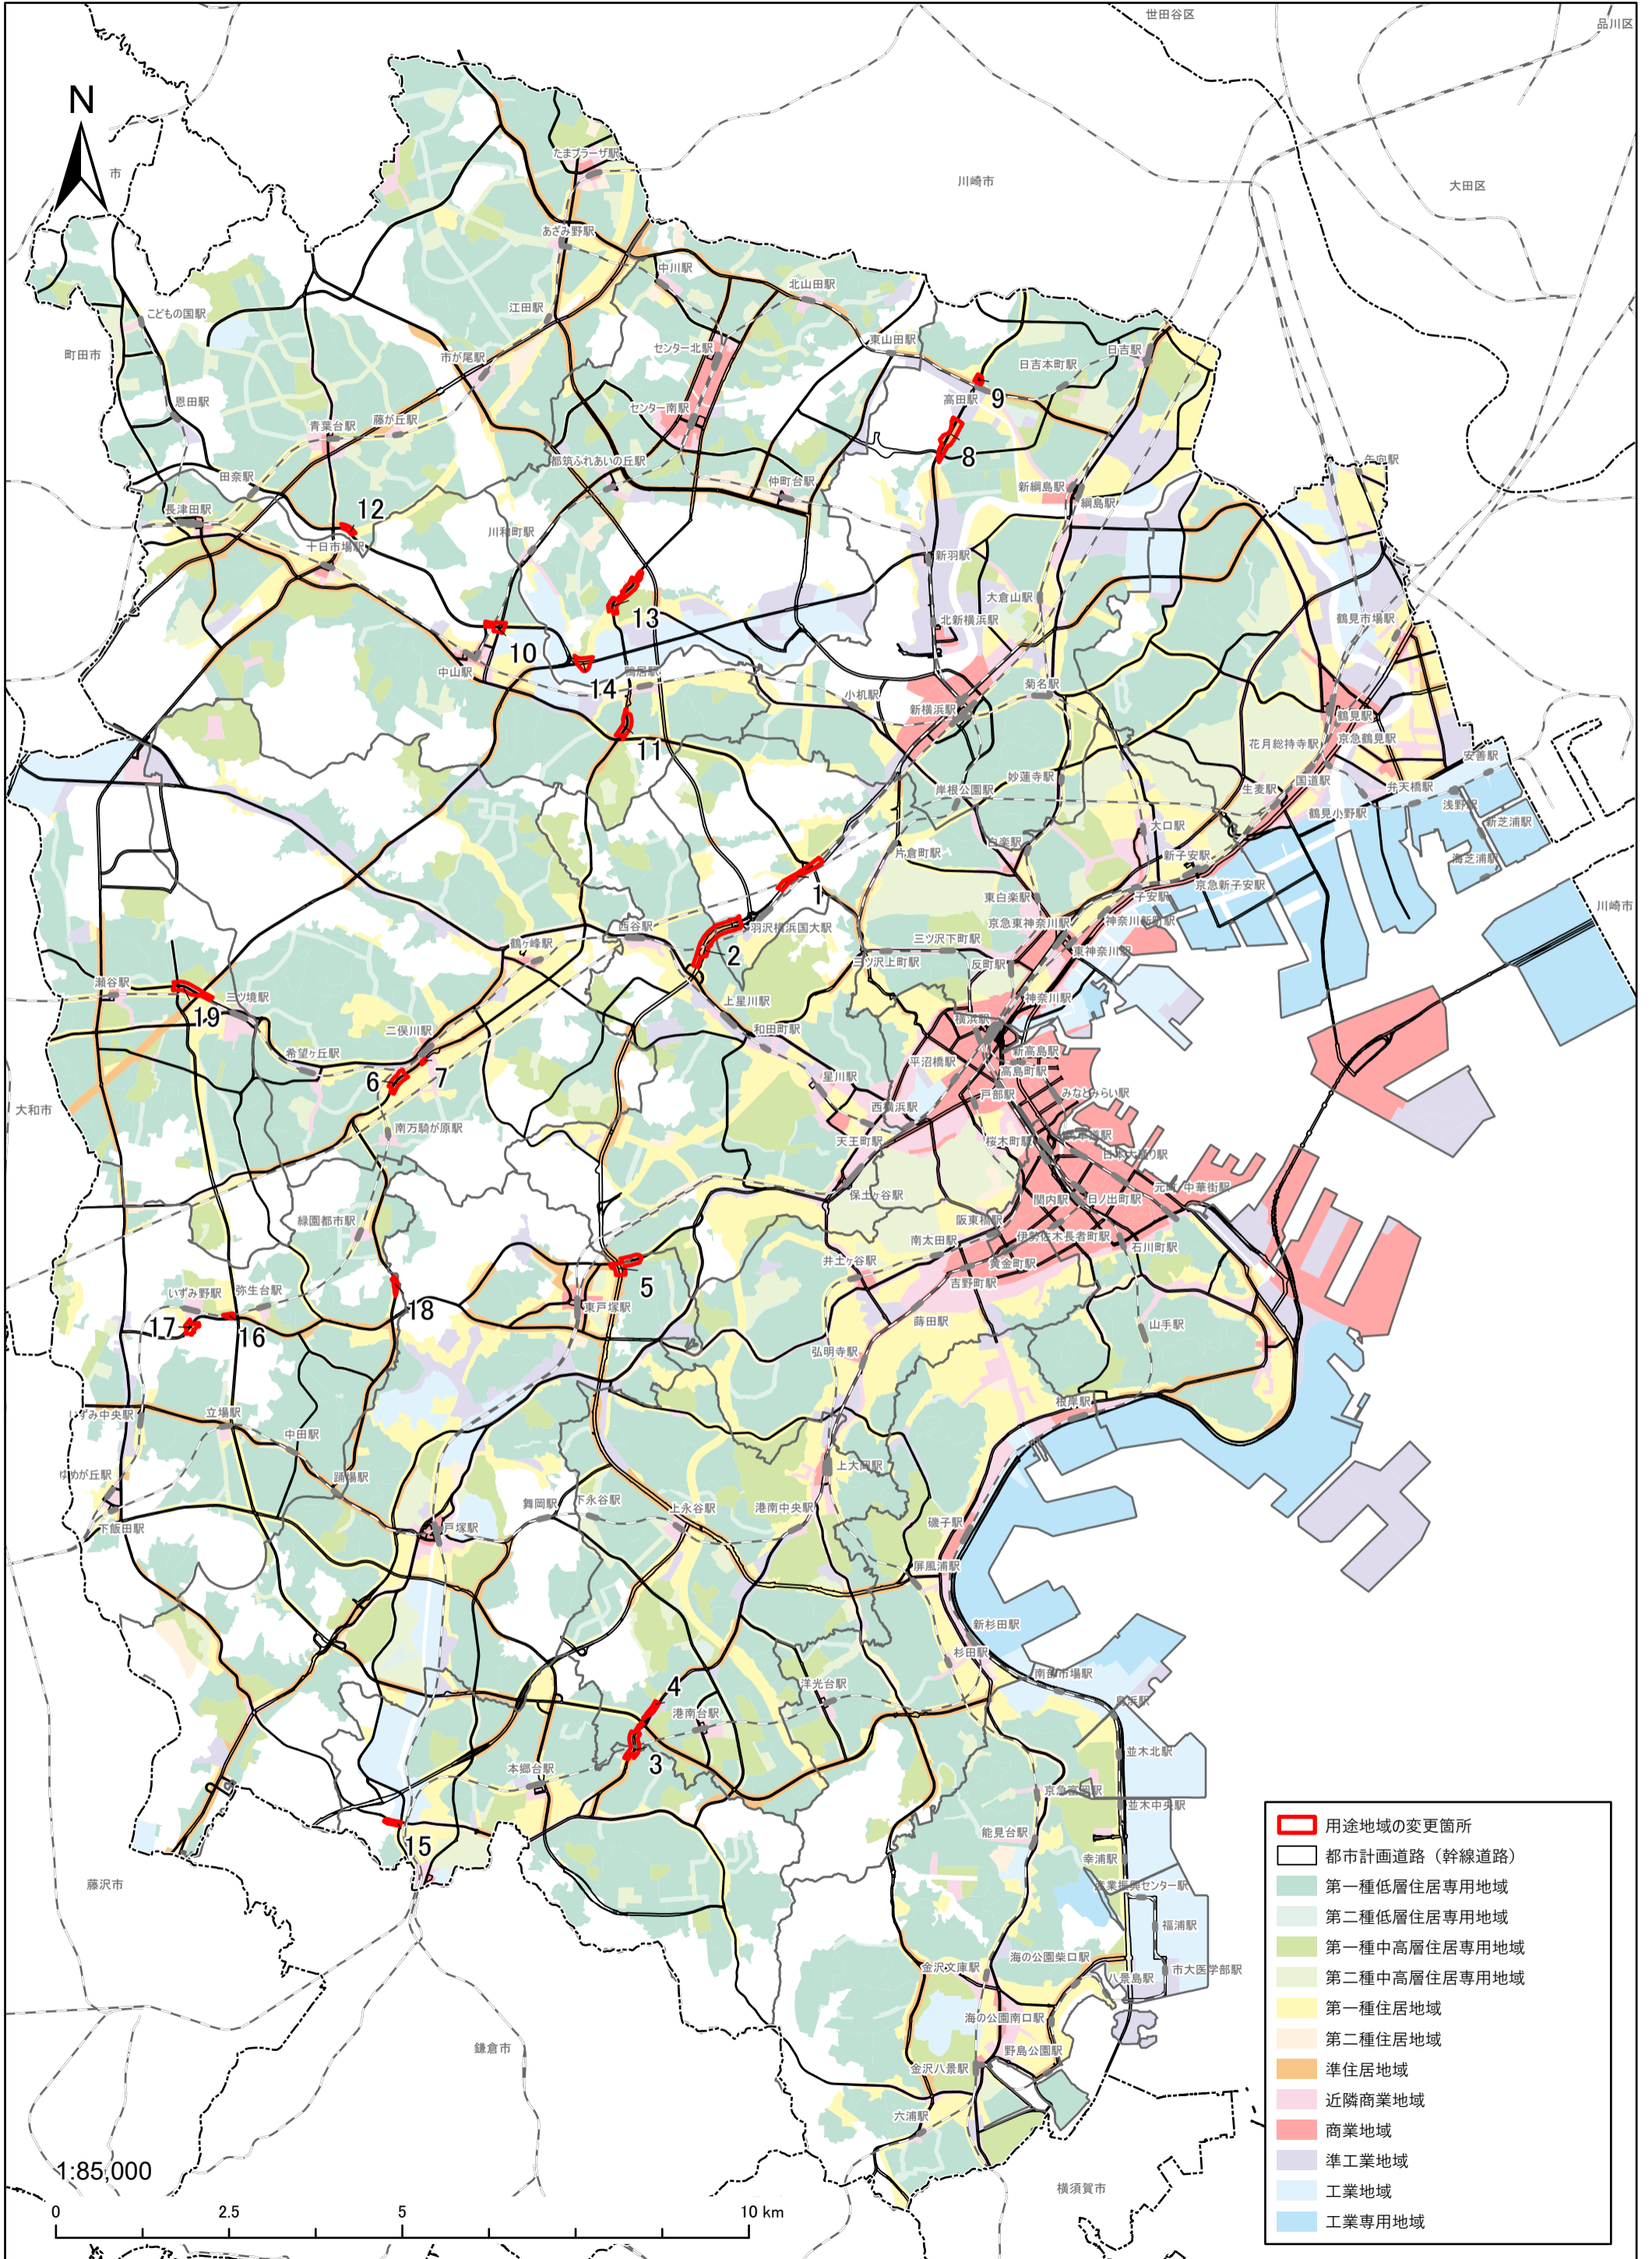 世田谷区
品川区
N
市
川崎市
大田区
たまプラーザ駅
あざみ野駅
中川駅
北山田駅
江田駅
こどもの国駅
町田市
センター北駅
東山田駅
市が尾駅
日吉駅
日吉本町駅
恩田駅
高田駅
9
センター南駅
青葉台駅
藤が丘駅
8
都筑ふれあいの丘駅
仲町台駅
田奈駅
新綱島駅
綱島駅
長津田駅
12
川和町駅
十日市場駅
新羽駅
大倉山駅
13
北新横浜駅
鶴見市場駅
10
中山駅
14
鴨居駅
小机駅
菊名駅
新横浜駅
鶴見駅
京急鶴見駅
花月総持寺駅
11
安善駅
国道駅
弁天橋駅
妙蓮寺駅
岸根公園駅
生麦駅
浅野駅
鶴見小野駅
新芝浦駅
大口駅
白楽駅
片倉町駅
新子安駅
海芝浦駅
京急新子安駅
1
東白楽駅
子安駅
川崎市
神奈川新町駅
京急東神奈川駅
西谷駅
羽沢横浜国大駅
三ツ沢下町駅
鶴ヶ峰駅
2
三ツ沢上町駅
反町駅
東神奈川駅
瀬谷駅
三ツ境駅
19
上星川駅
神奈川駅
横浜駅
二俣川駅
和田町駅
希望ヶ丘駅
平沼橋駅
新高島駅
7
6
星川駅
高島町駅
戸部駅
みなとみらい駅
大和市
西横浜駅
南万騎が原駅
天王町駅
桜木町駅
日本大通り駅
元町・中華街駅
保土ヶ谷駅
関内駅
日ノ出町駅
緑園都市駅
阪東橋駅
伊勢佐木長者町駅
南太田駅
石川町駅
井土ヶ谷駅
黄金町駅
5
吉野町駅
いずみ野駅
弥生台駅
18
東戸塚駅
17
16
蒔田駅
山手駅
弘明寺駅
根岸駅
いずみ中央駅
立場駅
中田駅
上大岡駅
ゆめが丘駅
踊場駅
下永谷駅
舞岡駅
上永谷駅
港南中央駅
下飯田駅
戸塚駅
磯子駅
屏風浦駅
新杉田駅
杉田駅
南部市場駅
洋光台駅
4
鳥浜駅
港南台駅
3
並木北駅
本郷台駅
京急富岡駅
並木中央駅
15
能見台駅
幸浦駅
藤沢市
産業振興センター駅
福浦駅
海の公園柴口駅
金沢文庫駅
八景島駅
市大医学部駅
海の公園南口駅
鎌倉市
野島公園駅
金沢八景駅
六浦駅
横須賀市
1:85,000
0 2.5 5 10 km
用途地域の変更箇所
都市計画道路（幹線道路）
第一種低層住居専用地域
第二種低層住居専用地域
第一種中高層住居専用地域
第二種中高層住居専用地域
第一種住居地域
第二種住居地域
準住居地域
近隣商業地域
商業地域
準工業地域
工業地域
工業専用地域